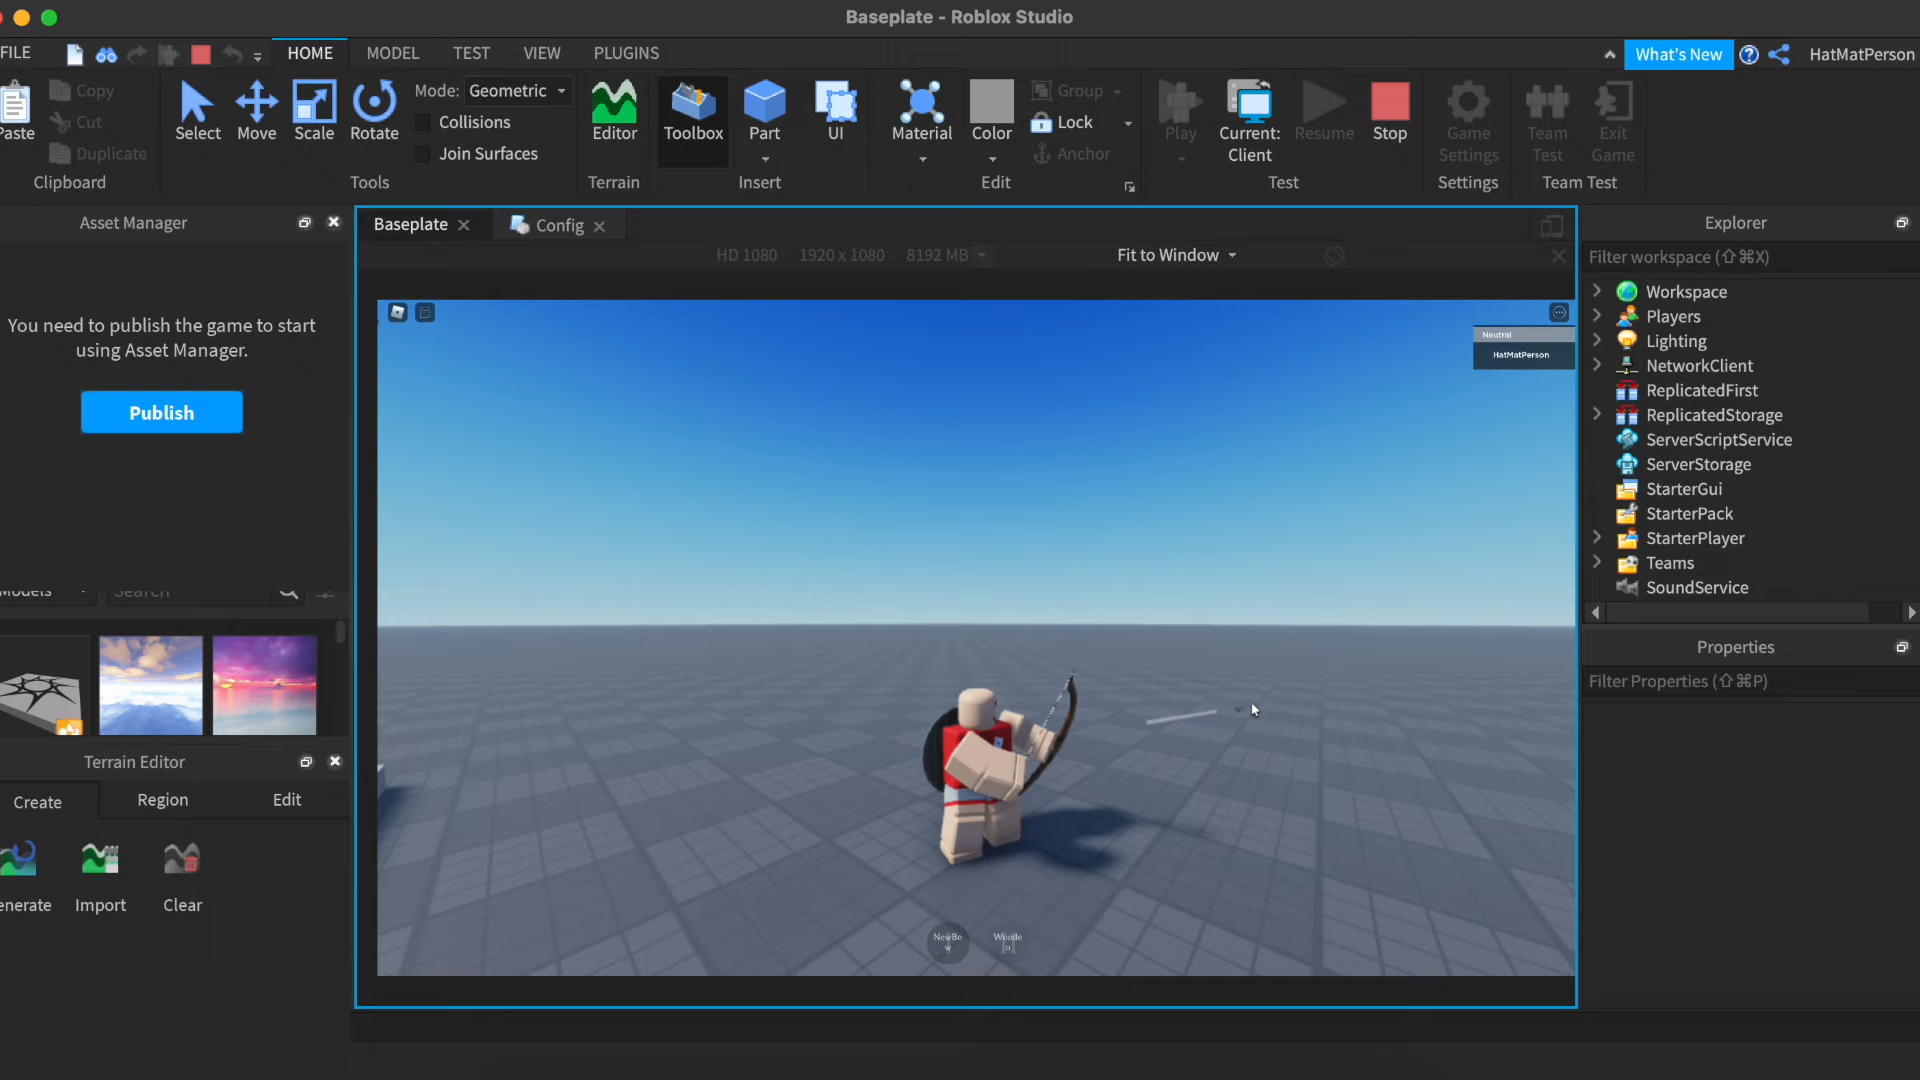 Baseplate - Roblox Studio
FILE
HOME
MODEL
TEST
VIEW
PLUGINS
What's New
HatMatPerson
Paste
Copy
Cut
Duplicate
Clipboard
Select
Move
Scale
Rotate
Mode:
Geometric
Collisions
Join Surfaces
Tools
Editor
Terrain
Toolbox
Part
UI
Insert
Material
Color
Group
Lock
Anchor
Edit
Play
Current:
Client
Resume
Stop
Test
Game
Settings
Settings
Team
Test
Exit
Game
Team Test
Asset Manager
You need to publish the game to start
using Asset Manager.
Publish
Models
Search
Terrain Editor
Create
Region
Edit
enerate
Import
Clear
Baseplate
Config
HD 1080 1920 x 1080 8192 MB
Fit to Window
Neutral
HatMatPerson
NewBo
w
Woode
n
Explorer
Filter workspace (⇧⌘X)
Workspace
Players
Lighting
NetworkClient
ReplicatedFirst
ReplicatedStorage
ServerScriptService
ServerStorage
StarterGui
StarterPack
StarterPlayer
Teams
SoundService
Properties
Filter Properties (⇧⌘P)